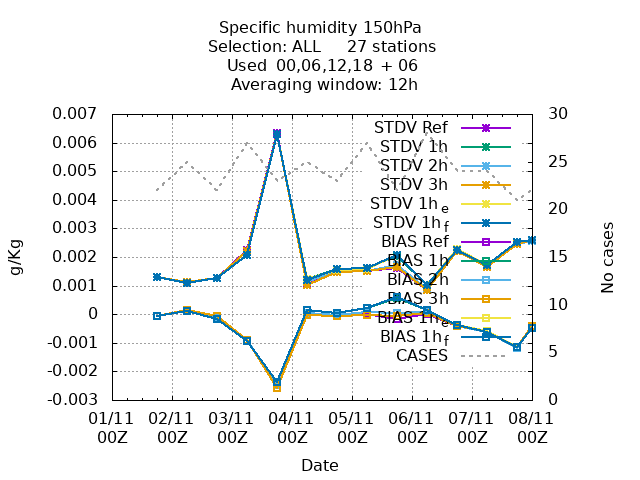 Specific humidity 150hPa
Selection: ALL 27 stations
Used 00,06,12,18 + 06
Averaging window: 12h
0.007
0.006
0.005
0.004
0.003
0.002
0.001
0
-0.001
-0.002
-0.003
g/Kg
30
25
20
15
10
5
0
No cases
STDV Ref
STDV 1h
STDV 2h
STDV 3h
STDV 1h e
STDV 1h f
BIAS Ref
BIAS 1h
BIAS 2h
BIAS 3h
BIAS 1h e
BIAS 1h f
CASES
01/11 02/11 03/11 04/11 05/11 06/11 07/11 08/11
00Z 00Z 00Z 00Z 00Z 00Z 00Z 00Z
Date